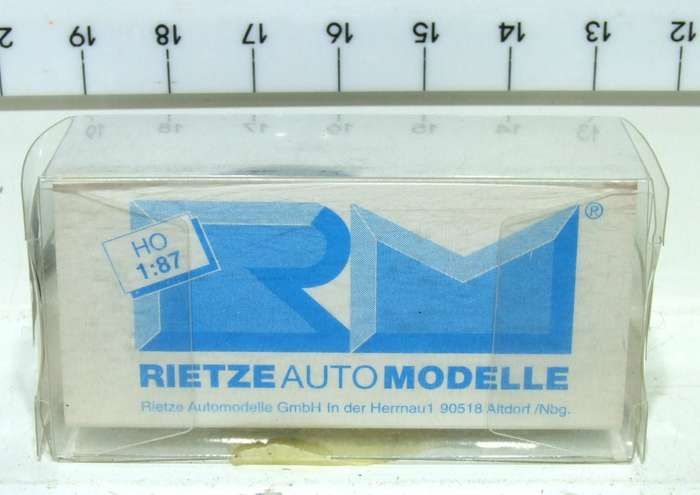 19 18 17 16 15 14 13 12
HO
1:87
RM®
RIETZE AUTO MODELLE
Rietze Automodelle GmbH In der Herrnau1 90518 Altdorf /Nbg.